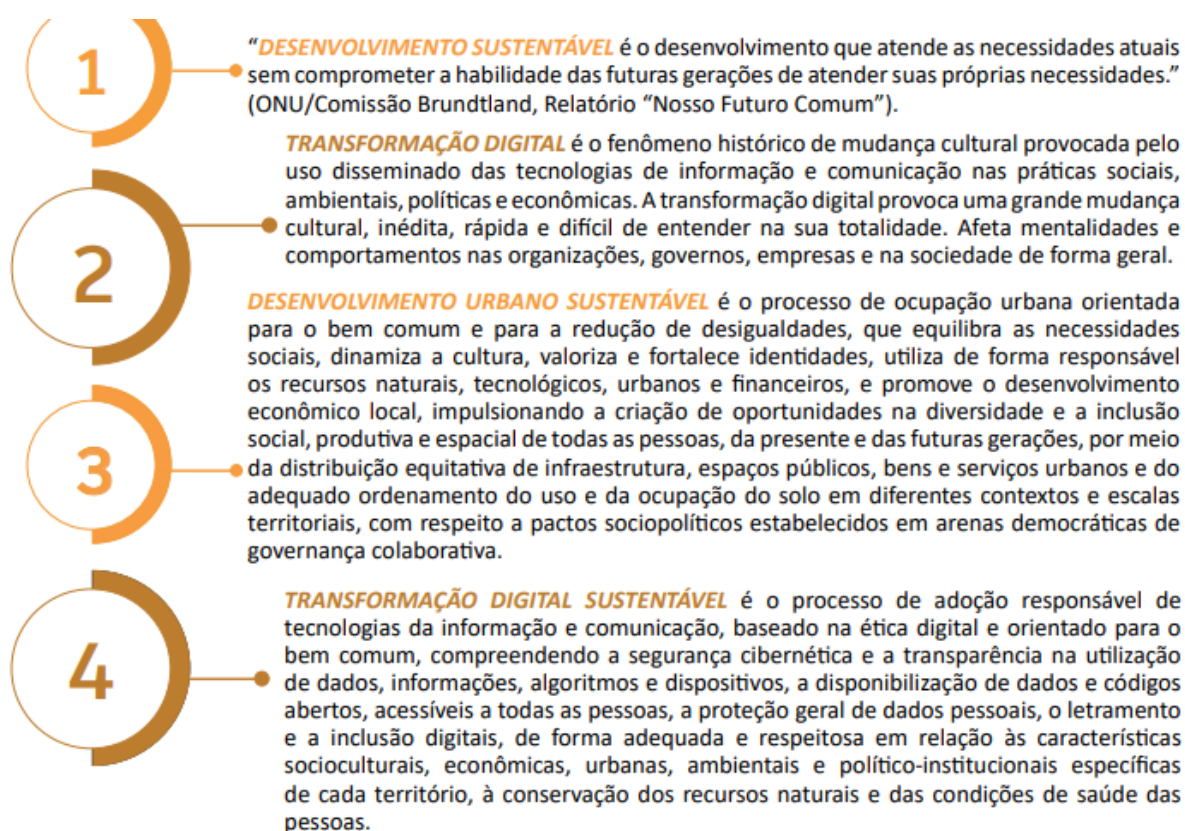 1
“DESENVOLVIMENTO SUSTENTÁVEL é o desenvolvimento que atende as necessidades atuais
sem comprometer a habilidade das futuras gerações de atender suas próprias necessidades.”
(ONU/Comissão Brundtland, Relatório “Nosso Futuro Comum”).
2
TRANSFORMAÇÃO DIGITAL é o fenômeno histórico de mudança cultural provocada pelo
uso disseminado das tecnologias de informação e comunicação nas práticas sociais,
ambientais, políticas e econômicas. A transformação digital provoca uma grande mudança
cultural, inédita, rápida e difícil de entender na sua totalidade. Afeta mentalidades e
comportamentos nas organizações, governos, empresas e na sociedade de forma geral.
3
DESENVOLVIMENTO URBANO SUSTENTÁVEL é o processo de ocupação urbana orientada
para o bem comum e para a redução de desigualdades, que equilibra as necessidades
sociais, dinamiza a cultura, valoriza e fortalece identidades, utiliza de forma responsável
os recursos naturais, tecnológicos, urbanos e financeiros, e promove o desenvolvimento
econômico local, impulsionando a criação de oportunidades na diversidade e a inclusão
social, produtiva e espacial de todas as pessoas, da presente e das futuras gerações, por meio
da distribuição equitativa de infraestrutura, espaços públicos, bens e serviços urbanos e do
adequado ordenamento do uso e da ocupação do solo em diferentes contextos e escalas
territoriais, com respeito a pactos sociopolíticos estabelecidos em arenas democráticas de
governança colaborativa.
4
TRANSFORMAÇÃO DIGITAL SUSTENTÁVEL é o processo de adoção responsável de
tecnologias da informação e comunicação, baseado na ética digital e orientado para o
bem comum, compreendendo a segurança cibernética e a transparência na utilização
de dados, informações, algoritmos e dispositivos, a disponibilização de dados e códigos
abertos, acessíveis a todas as pessoas, a proteção geral de dados pessoais, o letramento
e a inclusão digitais, de forma adequada e respeitosa em relação às características
socioculturais, econômicas, urbanas, ambientais e político-institucionais específicas
de cada território, à conservação dos recursos naturais e das condições de saúde das
pessoas.